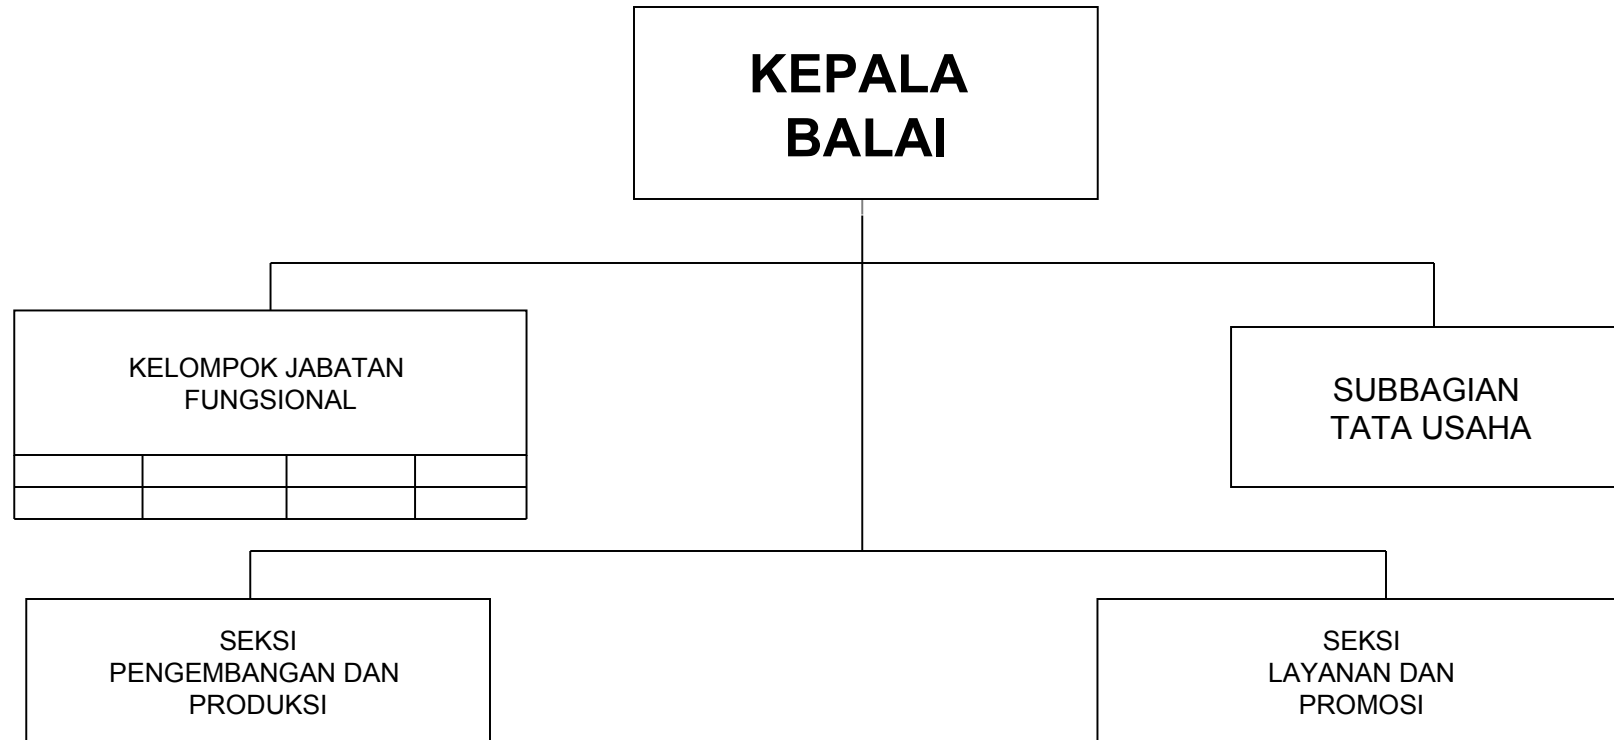 KEPALA
BALAI
KELOMPOK JABATAN
FUNGSIONAL
SUBBAGIAN
TATA USAHA
SEKSI
PENGEMBANGAN DAN
PRODUKSI
SEKSI
LAYANAN DAN
PROMOSI